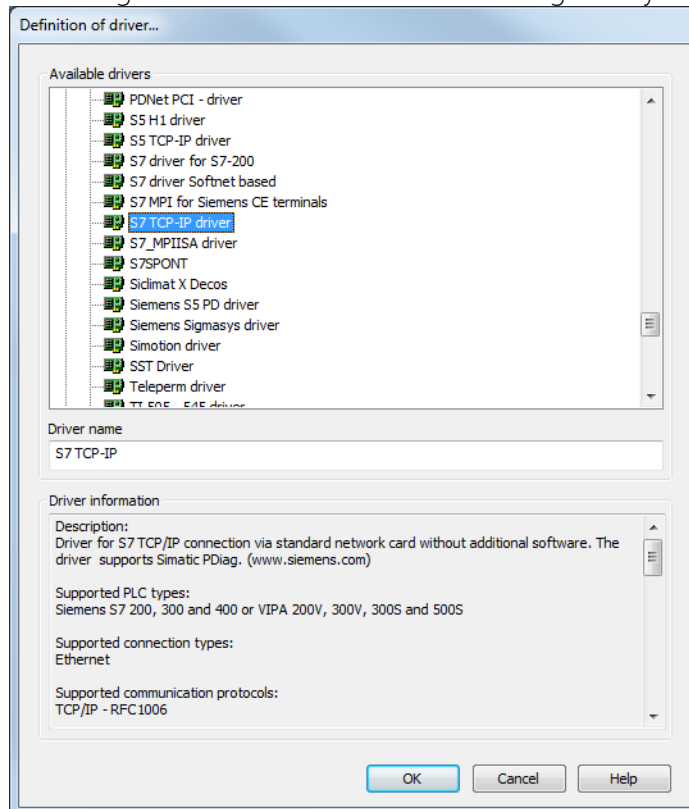 Definition of driver...
Available drivers
PDNet PCI - driver
S5 H1 driver
S5 TCP-IP driver
S7 driver for S7-200
S7 driver Softnet based
S7 MPI for Siemens CE terminals
S7 TCP-IP driver
S7_MPIISA driver
S7SPONT
Siclimat X Decos
Siemens S5 PD driver
Siemens Sigmasys driver
Simotion driver
SST Driver
Teleperm driver
TI 505 - 545 driver
Driver name
S7 TCP-IP
Driver information
Description:
Driver for S7 TCP/IP connection via standard network card without additional software. The
driver supports Simatic PDiag. (www.siemens.com)
Supported PLC types:
Siemens S7 200, 300 and 400 or VIPA 200V, 300V, 300S and 500S
Supported connection types:
Ethernet
Supported communication protocols:
TCP/IP - RFC1006
OK Cancel Help